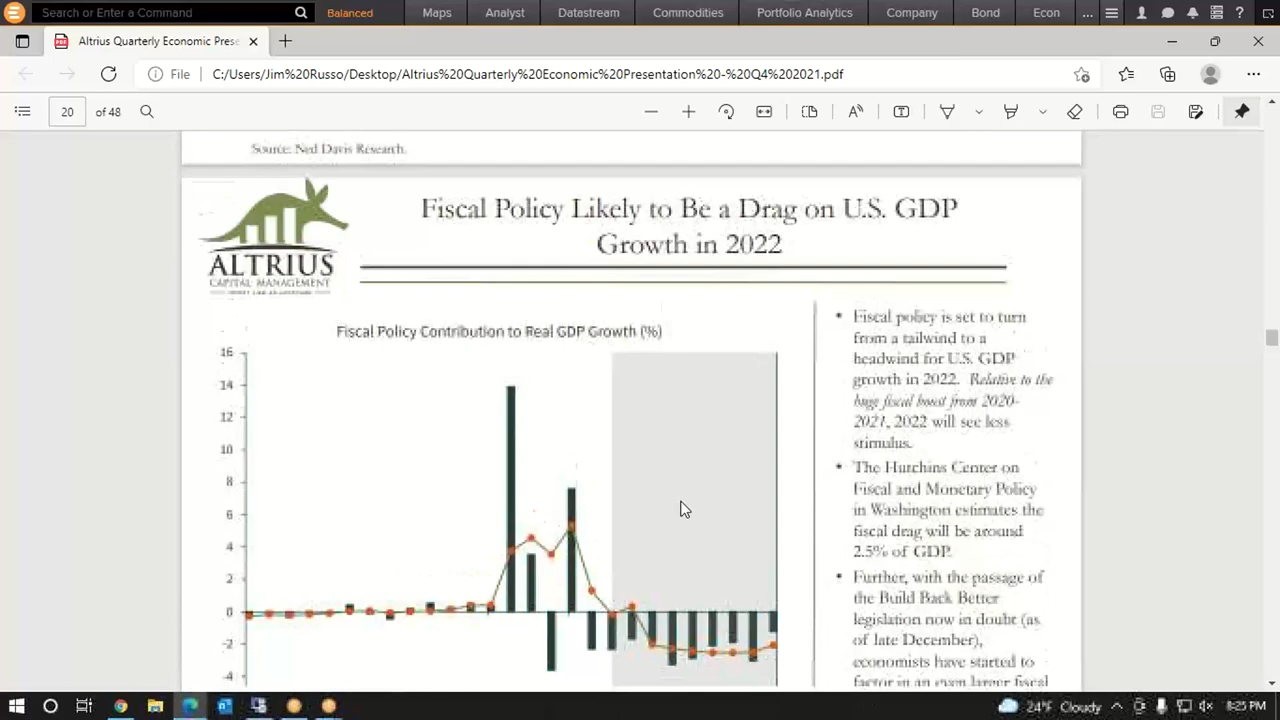 Search or Enter a Command
Balanced
Maps
Analyst
Datastream
Commodities
Portfolio Analytics
Company
Bond
Econ
...
Altrius Quarterly Economic Prese
File
C:/Users/Jim%20Russo/Desktop/Altrius%20Quarterly%20Economic%20Presentation%20-%20Q4%202021.pdf
20 of 48
Source: Ned Davis Research.
ALTRIUS
CAPITAL MANAGEMENT
Fiscal Policy Likely to Be a Drag on U.S. GDP
Growth in 2022
Fiscal Policy Contribution to Real GDP Growth (%)
16
14
12
10
8
6
4
2
0
-2
-4
• Fiscal policy is set to turn
from a tailwind to a
headwind for U.S. GDP
growth in 2022. Relative to the
huge fiscal boost from 2020-
2021, 2022 will see less
stimulus.
• The Hutchins Center on
Fiscal and Monetary Policy
in Washington estimates the
fiscal drag will be around
2.5% of GDP.
• Further, with the passage of
the Build Back Better
legislation now in doubt (as
of late December),
economists have started to
factor in an even larger fiscal
24°F Cloudy
8:25 PM